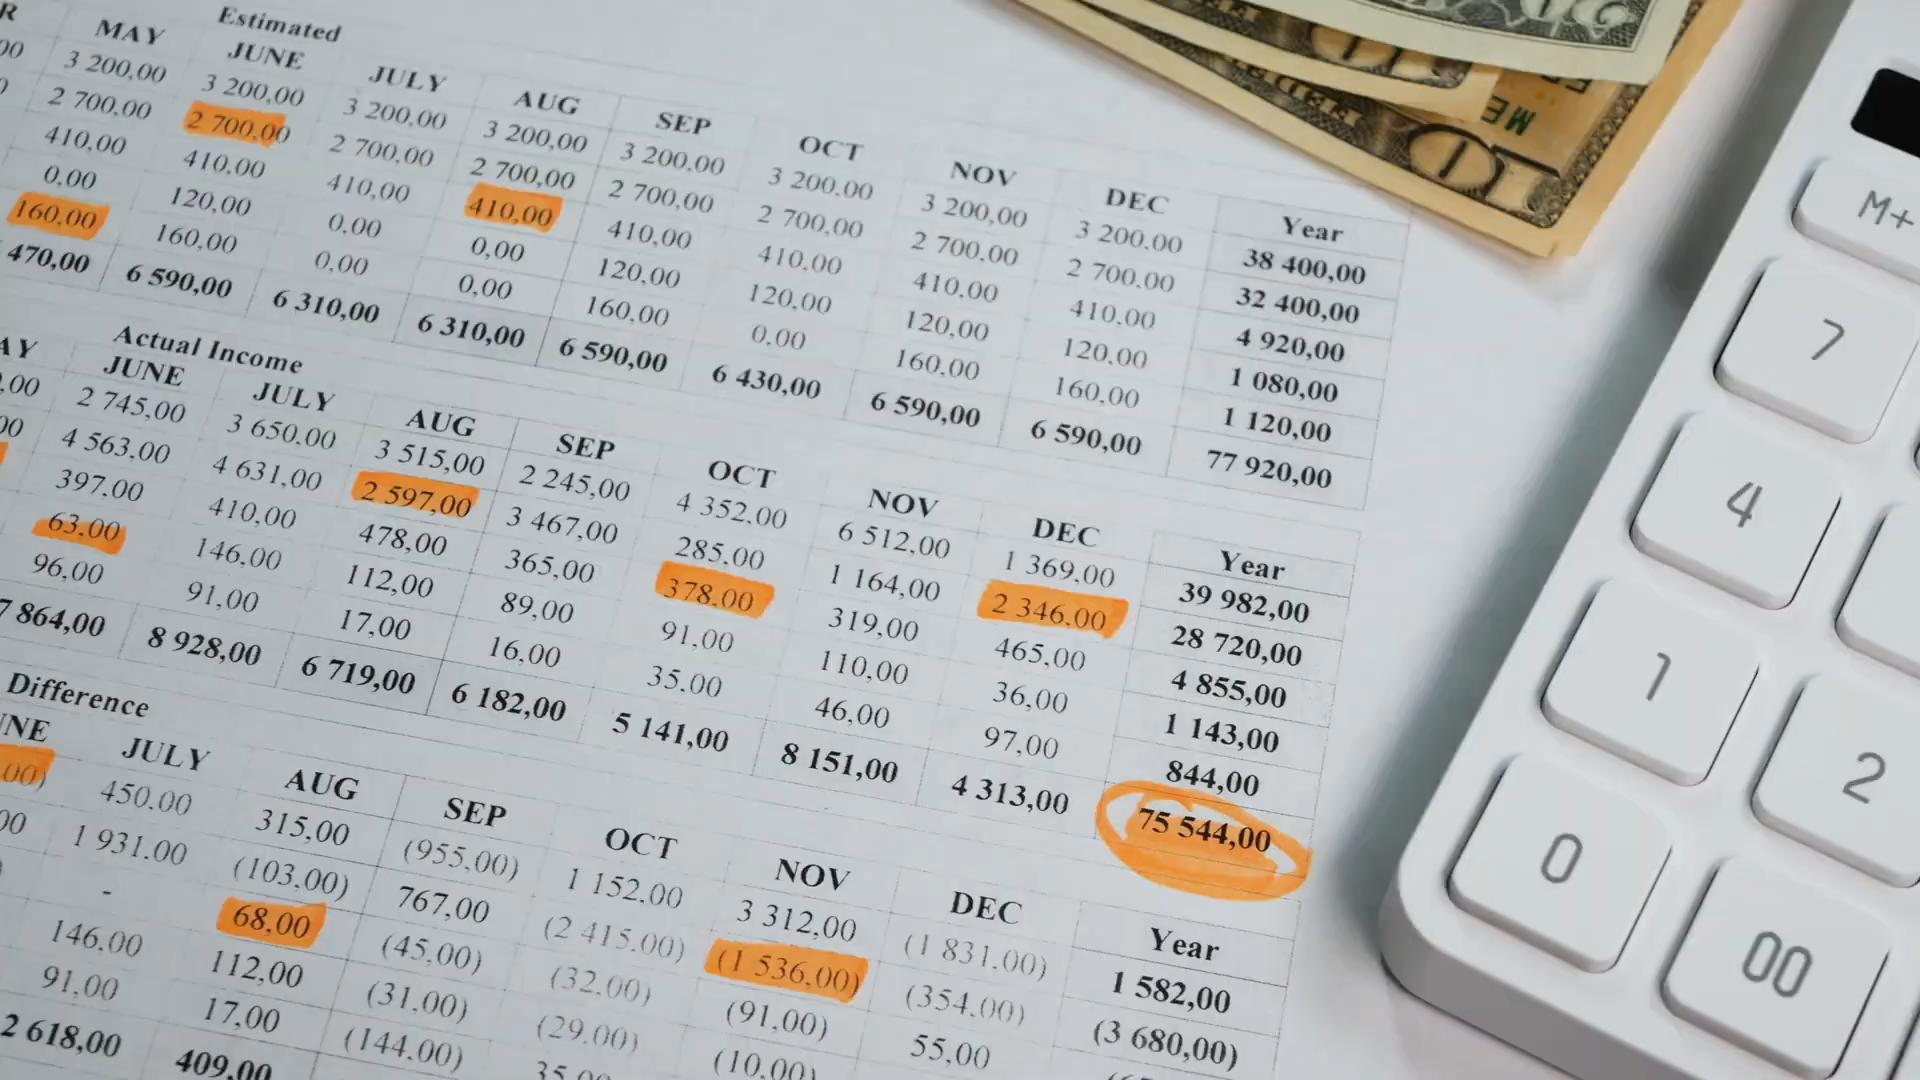 Estimated
MAY JUNE JULY AUG SEP OCT NOV DEC Year
3 200,00 3 200,00 3 200.00 3 200,00 3 200.00 3 200.00 3 200,00 3 200.00 38 400,00
2 700,00 2 700,00 2 700,00 2 700,00 2 700,00 2 700,00 2 700.00 2 700.00 32 400,00
410,00 410.00 410,00 410,00 410,00 410.00 410.00 410.00 4 920,00
0,00 120,00 0,00 0,00 120,00 120.00 120,00 120.00 1 080,00
160,00 160,00 0,00 0,00 160,00 0.00 160.00 160,00 1 120,00
470,00 6 590,00 6 310,00 6 310,00 6 590,00 6 430,00 6 590,00 6 590,00 77 920,00
Actual Income
JUNE JULY AUG SEP OCT NOV DEC Year
2 745,00 3 650.00 3 515,00 2 245,00 4 352.00 6 512,00 1 369.00 39 982,00
4 563.00 4 631,00 2 597,00 3 467,00 285.00 1 164,00 2 346.00 28 720,00
397.00 410,00 478,00 365,00 378.00 319,00 465,00 4 855,00
63.00 146,00 112,00 89,00 91,00 110,00 36,00 1 143,00
96,00 91,00 17,00 16,00 35.00 46,00 97,00 844,00
7 864,00 8 928,00 6 719,00 6 182,00 5 141,00 8 151,00 4 313,00 75 544,00
Difference
JULY AUG SEP OCT NOV DEC Year
450.00 315,00 (955,00) 1 152.00 3 312,00 (1 831.00) 1 582,00
1 931.00 (103,00) 767,00 (2 415.00) (1 536,00) (354.00) (3 680,00)
- 68,00 (45,00) (32.00) (91,00) 55,00
146,00 112,00 (31,00) (29.00) (10,00)
91,00 17,00 (144.00)
2 618,00 409,00
M+
7
4
1
2
0
00
10